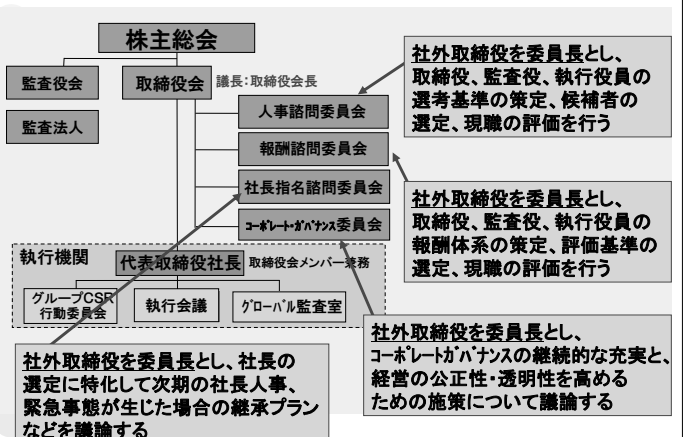 株主総会
監査役会
取締役会
議長：取締役会長
監査法人
人事諮問委員会
報酬諮問委員会
社長指名諮問委員会
ｺｰﾎﾟﾚｰﾄ・ｶﾞﾊﾞﾅﾝｽ委員会
社外取締役を委員長とし、
取締役、監査役、執行役員の
選考基準の策定、候補者の
選定、現職の評価を行う
社外取締役を委員長とし、
取締役、監査役、執行役員の
報酬体系の策定、評価基準の
選定、現職の評価を行う
執行機関
代表取締役社長
取締役会メンバー兼務
グループCSR
行動委員会
執行会議
ｸﾞﾛｰﾊﾞﾙ監査室
社外取締役を委員長とし、社長の
選定に特化して次期の社長人事、
緊急事態が生じた場合の継承プラン
などを議論する
社外取締役を委員長とし、
ｺｰﾎﾟﾚｰﾄｶﾞﾊﾞﾅﾝｽの継続的な充実と、
経営の公正性・透明性を高める
ための施策について議論する